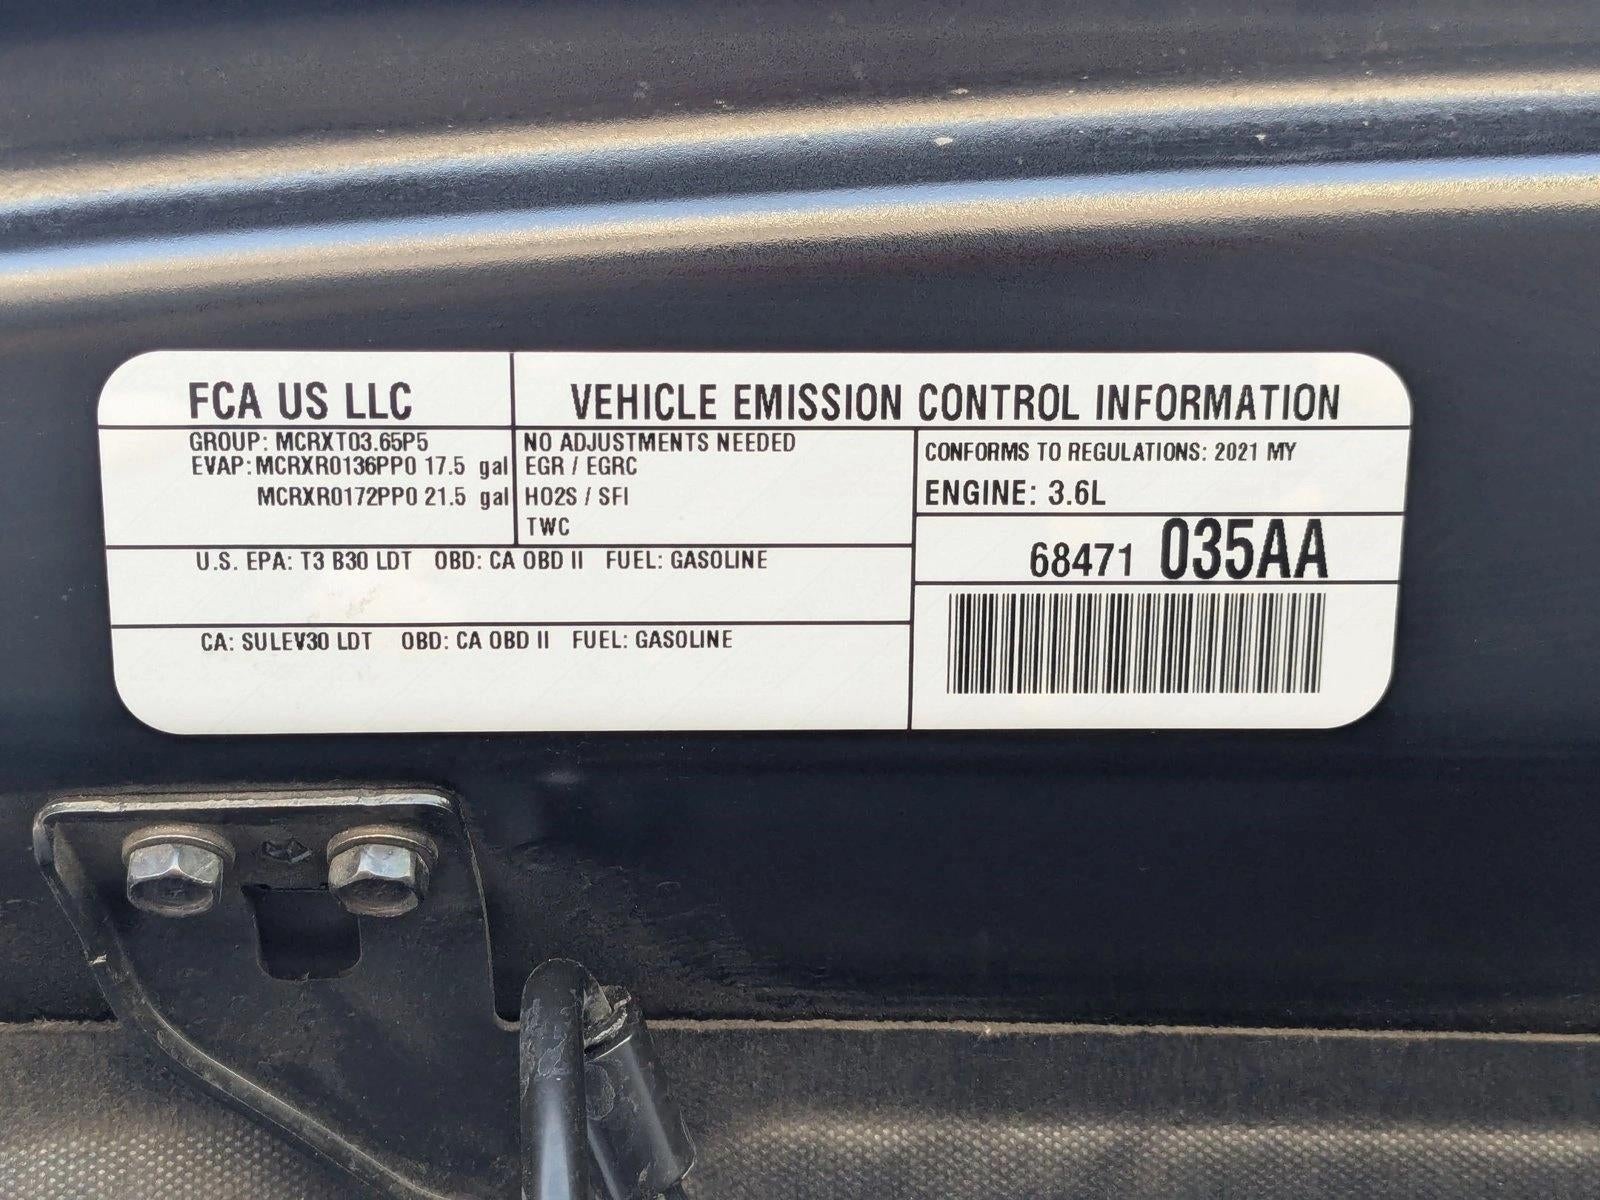 FCA US LLC
VEHICLE EMISSION CONTROL INFORMATION
GROUP: MCRXT03.65P5
EVAP: MCRXR0136PP0 17.5 gal
MCRXR0172PP0 21.5 gal
NO ADJUSTMENTS NEEDED
EGR / EGRC
HO2S / SFI
TWC
CONFORMS TO REGULATIONS: 2021 MY
ENGINE: 3.6L
68471 035AA
U.S. EPA: T3 B30 LDT OBD: CA OBD II FUEL: GASOLINE
CA: SULEV30 LDT OBD: CA OBD II FUEL: GASOLINE